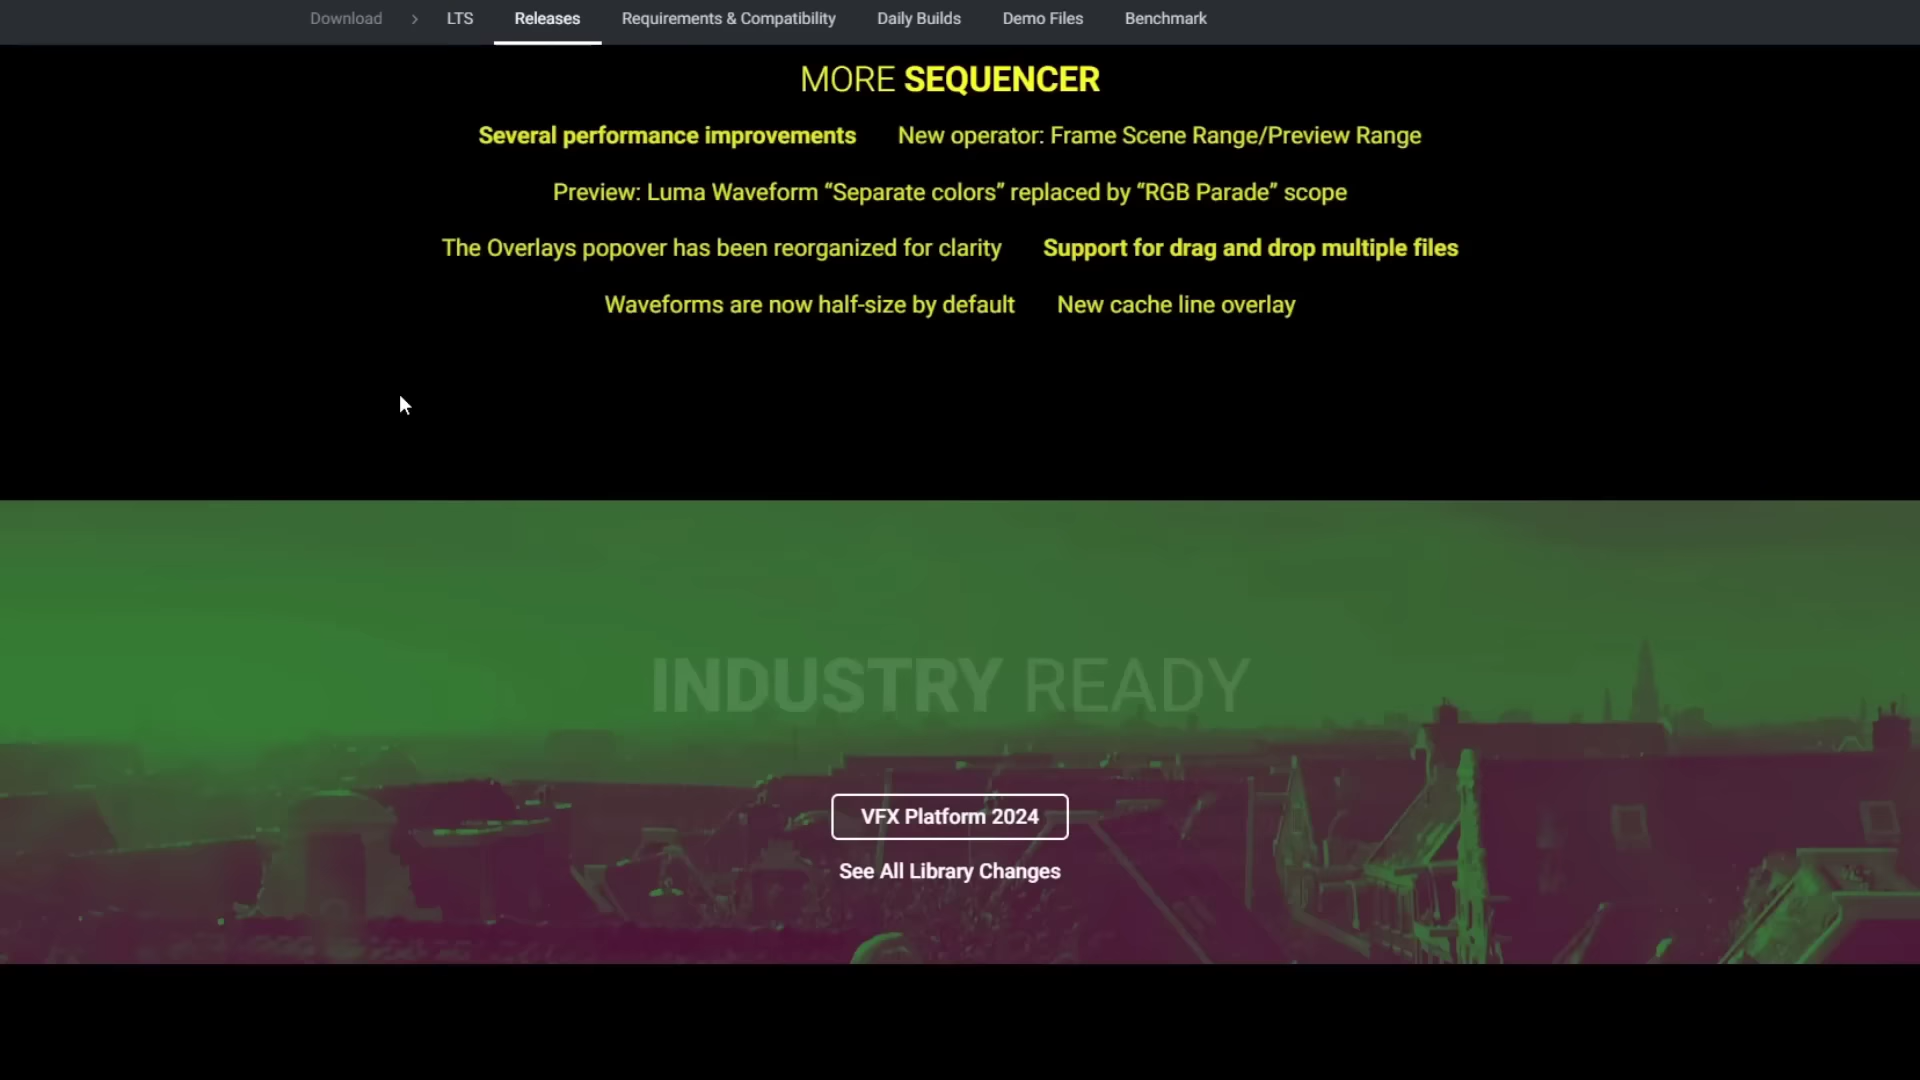 Download > LTS Releases Requirements & Compatibility Daily Builds Demo Files Benchmark
MORE SEQUENCER
Several performance improvements New operator: Frame Scene Range/Preview Range
Preview: Luma Waveform “Separate colors” replaced by “RGB Parade” scope
The Overlays popover has been reorganized for clarity Support for drag and drop multiple files
Waveforms are now half-size by default New cache line overlay
INDUSTRY READY
VFX Platform 2024
See All Library Changes